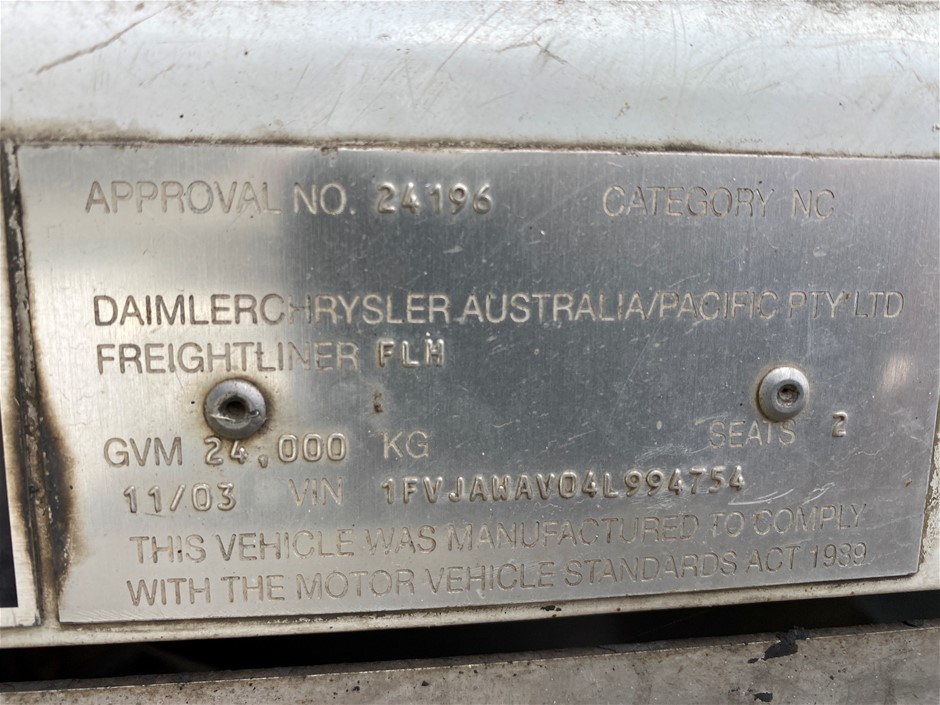 APPROVAL NO. 24196 CATEGORY NC
DAIMLERCHRYSLER AUSTRALIA/PACIFIC PTY LTD
FREIGHTLINER FLH
GVM 24,000 KG SEATS 2
11/03 VIN 1FVJAWAV04L994754
THIS VEHICLE WAS MANUFACTURED TO COMPLY
WITH THE MOTOR VEHICLE STANDARDS ACT 1989.